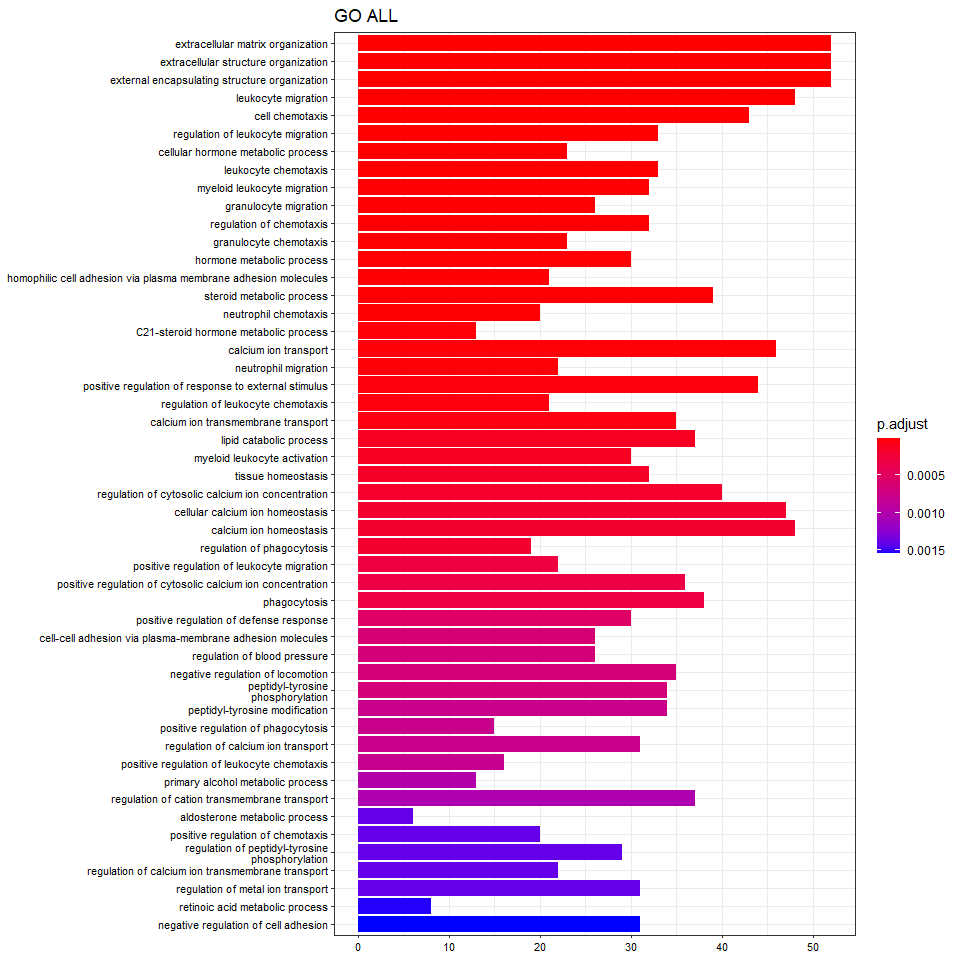 GO ALL
extracellular matrix organization
extracellular structure organization
external encapsulating structure organization
leukocyte migration
cell chemotaxis
regulation of leukocyte migration
cellular hormone metabolic process
leukocyte chemotaxis
myeloid leukocyte migration
granulocyte migration
regulation of chemotaxis
granulocyte chemotaxis
hormone metabolic process
homophilic cell adhesion via plasma membrane adhesion molecules
steroid metabolic process
neutrophil chemotaxis
C21-steroid hormone metabolic process
calcium ion transport
neutrophil migration
positive regulation of response to external stimulus
regulation of leukocyte chemotaxis
calcium ion transmembrane transport
lipid catabolic process
myeloid leukocyte activation
tissue homeostasis
regulation of cytosolic calcium ion concentration
cellular calcium ion homeostasis
calcium ion homeostasis
regulation of phagocytosis
positive regulation of leukocyte migration
positive regulation of cytosolic calcium ion concentration
phagocytosis
positive regulation of defense response
cell-cell adhesion via plasma-membrane adhesion molecules
regulation of blood pressure
negative regulation of locomotion
peptidyl-tyrosine
phosphorylation
peptidyl-tyrosine modification
positive regulation of phagocytosis
regulation of calcium ion transport
positive regulation of leukocyte chemotaxis
primary alcohol metabolic process
regulation of cation transmembrane transport
aldosterone metabolic process
positive regulation of chemotaxis
regulation of peptidyl-tyrosine
phosphorylation
regulation of calcium ion transmembrane transport
regulation of metal ion transport
retinoic acid metabolic process
negative regulation of cell adhesion
0 10 20 30 40 50
p.adjust
0.0005
0.0010
0.0015